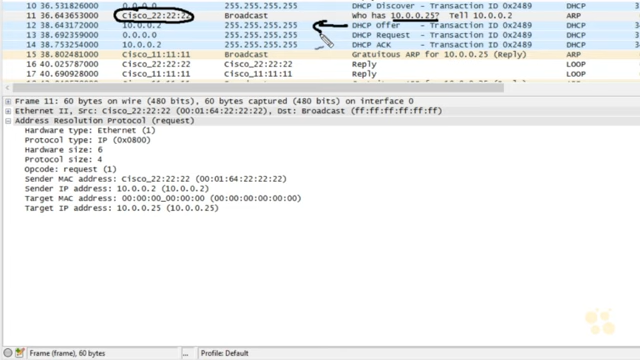 10 36.531653000 0.0.0.0 255.255.255.255 DHCP Discover - Transaction ID 0x2489 DHCP
11 36.643653000 Cisco_22:22:22 Broadcast Who has 10.0.0.25? Tell 10.0.0.2 ARP
12 38.643172000 10.0.0.2 255.255.255.255 DHCP Offer - Transaction ID 0x2489 DHCP
13 38.692359000 0.0.0.0 255.255.255.255 DHCP Request - Transaction ID 0x2489 DHCP
14 38.753254000 10.0.0.2 255.255.255.255 DHCP ACK - Transaction ID 0x2489 DHCP
15 38.802481000 Cisco_11:11:11 Broadcast Gratuitous ARP for 10.0.0.25 (Reply) ARP
16 40.025787000 Cisco_22:22:22 Cisco_22:22:22 Reply LOOP
17 40.690928000 Cisco_11:11:11 Cisco_11:11:11 Reply LOOP
Frame 11: 60 bytes on wire (480 bits), 60 bytes captured (480 bits) on interface 0
Ethernet II, Src: Cisco_22:22:22 (00:01:64:22:22:22), Dst: Broadcast (ff:ff:ff:ff:ff:ff)
Address Resolution Protocol (request)
Hardware type: Ethernet (1)
Protocol type: IP (0x0800)
Hardware size: 6
Protocol size: 4
Opcode: request (1)
Sender MAC address: Cisco_22:22:22 (00:01:64:22:22:22)
Sender IP address: 10.0.0.2 (10.0.0.2)
Target MAC address: 00:00:00_00:00:00 (00:00:00:00:00:00)
Target IP address: 10.0.0.25 (10.0.0.25)
Frame (frame), 60 bytes ... Profile: Default